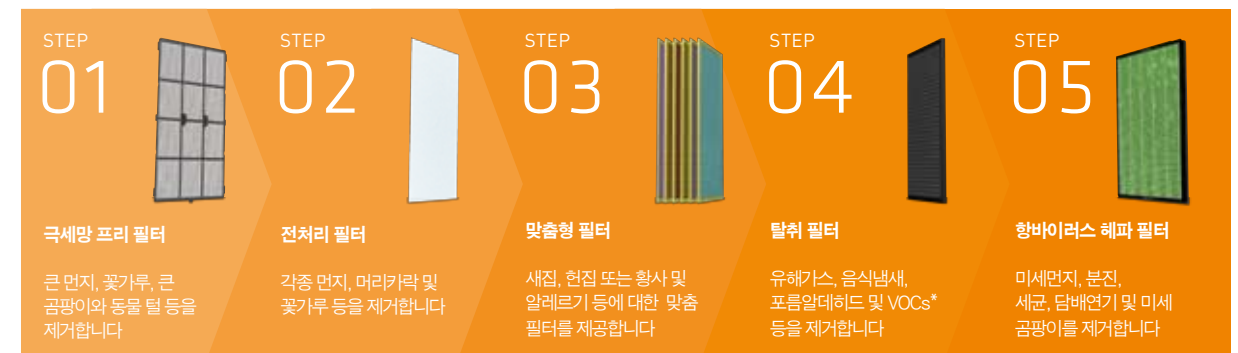 STEP
01
극세망 프리 필터
큰 먼지, 꽃가루, 큰
곰팡이와 동물 털 등을
제거합니다
STEP
02
전처리 필터
각종 먼지, 머리카락 및
꽃가루 등을 제거합니다
STEP
03
맞춤형 필터
새집, 헌집 또는 황사 및
알레르기 등에 대한 맞춤
필터를 제공합니다
STEP
04
탈취 필터
유해가스, 음식냄새,
포름알데히드 및 VOCs*
등을 제거합니다
STEP
05
항바이러스 헤파 필터
미세먼지, 분진,
세균, 담배연기 및 미세
곰팡이를 제거합니다